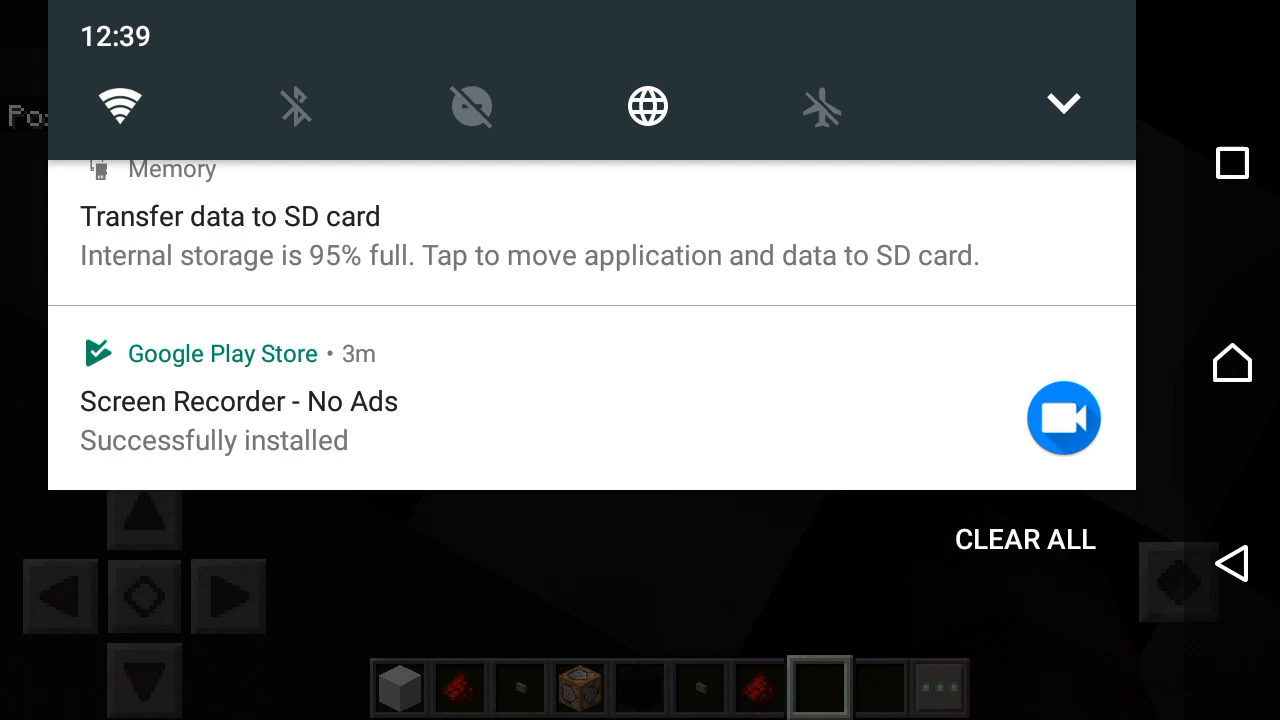 12:39
Memory
Transfer data to SD card
Internal storage is 95% full. Tap to move application and data to SD card.
Google Play Store • 3m
Screen Recorder - No Ads
Successfully installed
CLEAR ALL